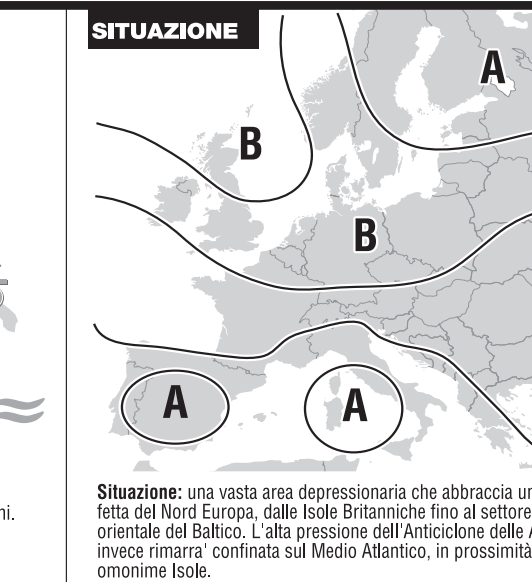 SITUAZIONE
A
B
B
A
A
ni.
Situazione: una vasta area depressionaria che abbraccia
fetta del Nord Europa, dalle Isole Britanniche fino al settore
orientale del Baltico. L'alta pressione dell'Anticiclone delle
invece rimarra' confinata sul Medio Atlantico, in prossimità
omonime Isole.